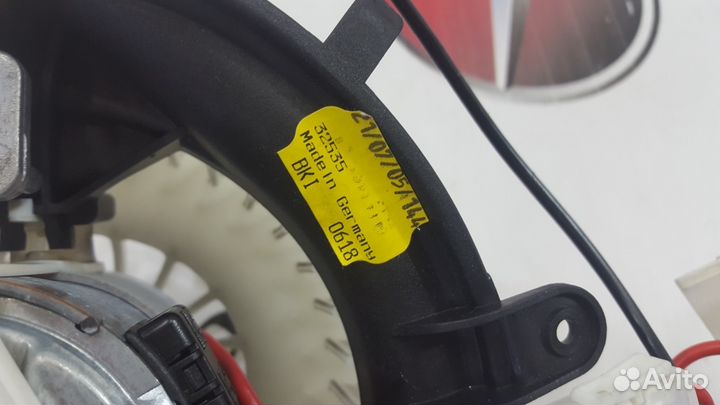 21/07/05/144
32535
Made In Germany
BKI 0618
Avito